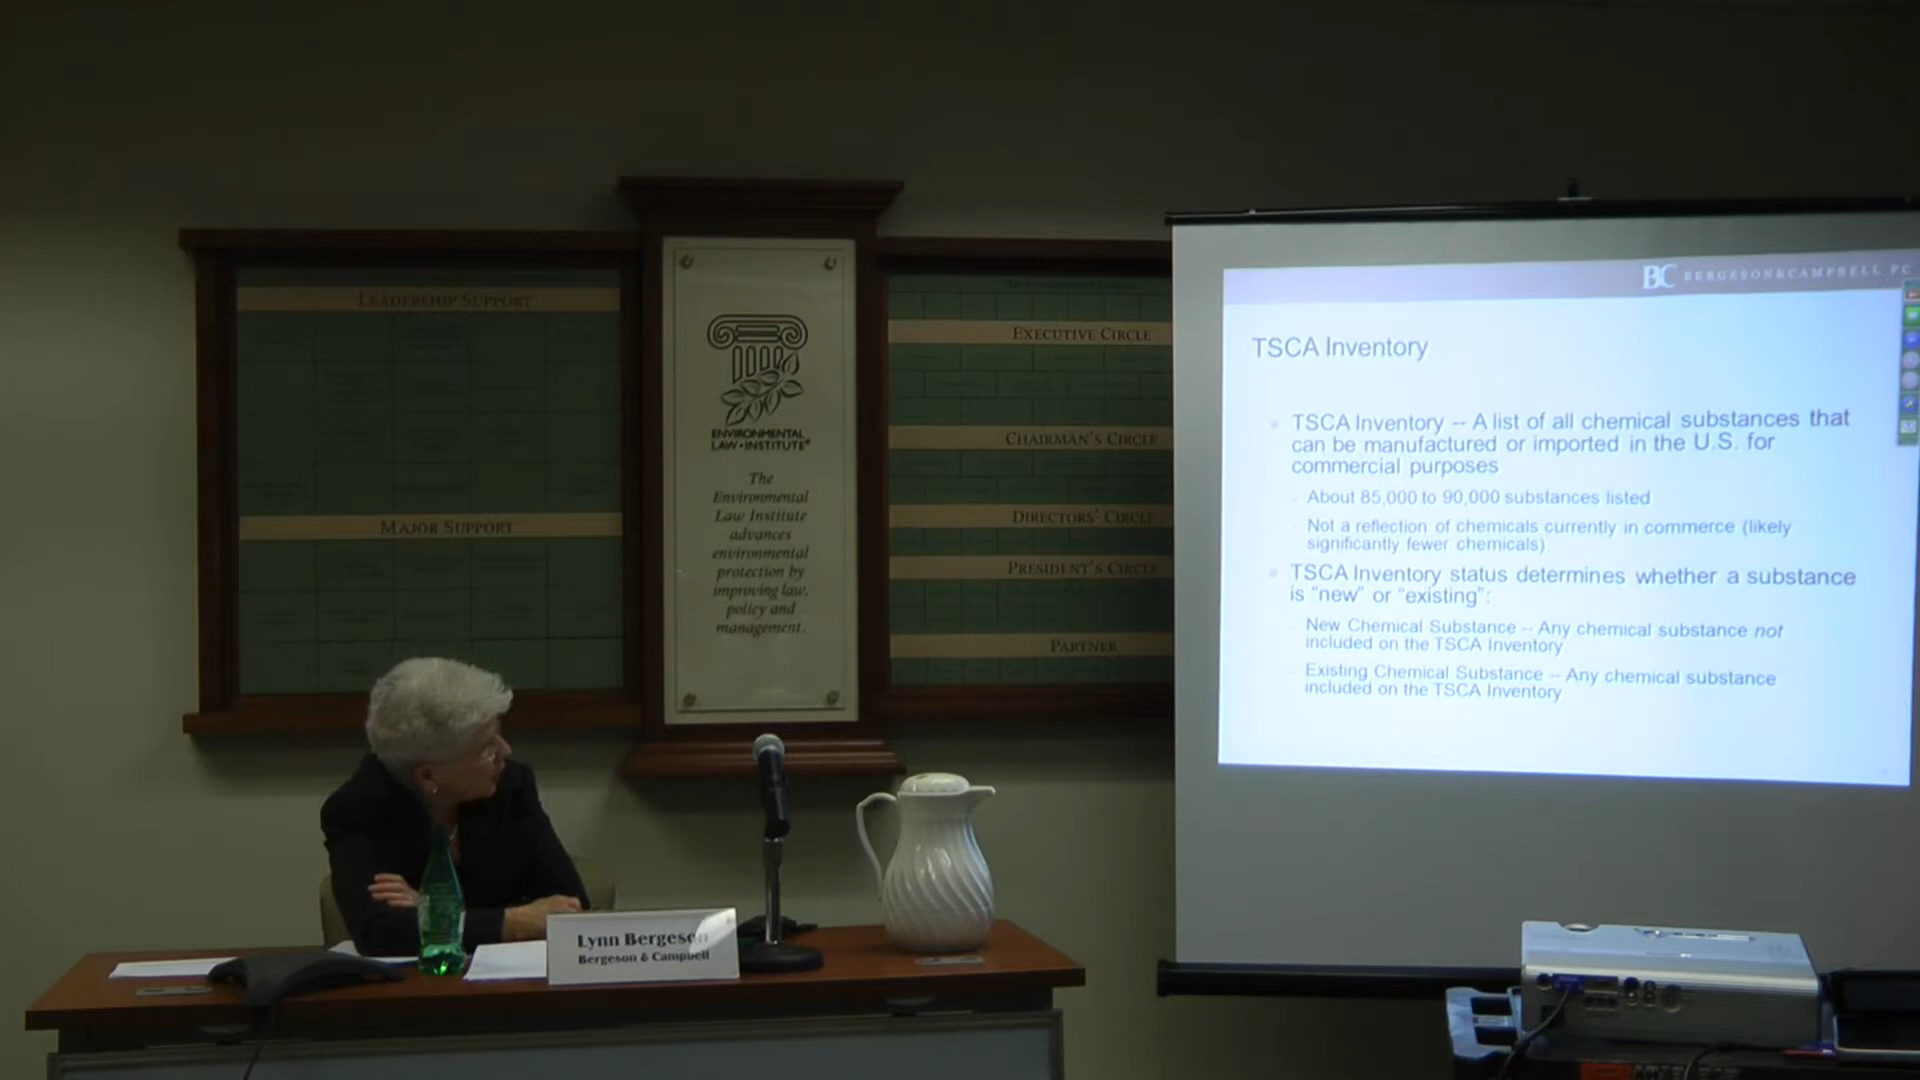 LEADERSHIP SUPPORT
MAJOR SUPPORT
ENVIRONMENTAL
LAW•INSTITUTE®
The
Environmental
Law Institute
advances
environmental
protection by
improving law,
policy and
management.
EXECUTIVE CIRCLE
CHAIRMAN'S CIRCLE
DIRECTORS' CIRCLE
PRESIDENT'S CIRCLE
PARTNER
BC BERGESON&CAMPBELL PC
TSCA Inventory
TSCA Inventory -- A list of all chemical substances that
can be manufactured or imported in the U.S. for
commercial purposes
About 85,000 to 90,000 substances listed
Not a reflection of chemicals currently in commerce (likely
significantly fewer chemicals)
TSCA Inventory status determines whether a substance
is “new” or “existing”:
New Chemical Substance -- Any chemical substance not
included on the TSCA Inventory
Existing Chemical Substance -- Any chemical substance
included on the TSCA Inventory
Lynn Bergeson
Bergeson & Campbell